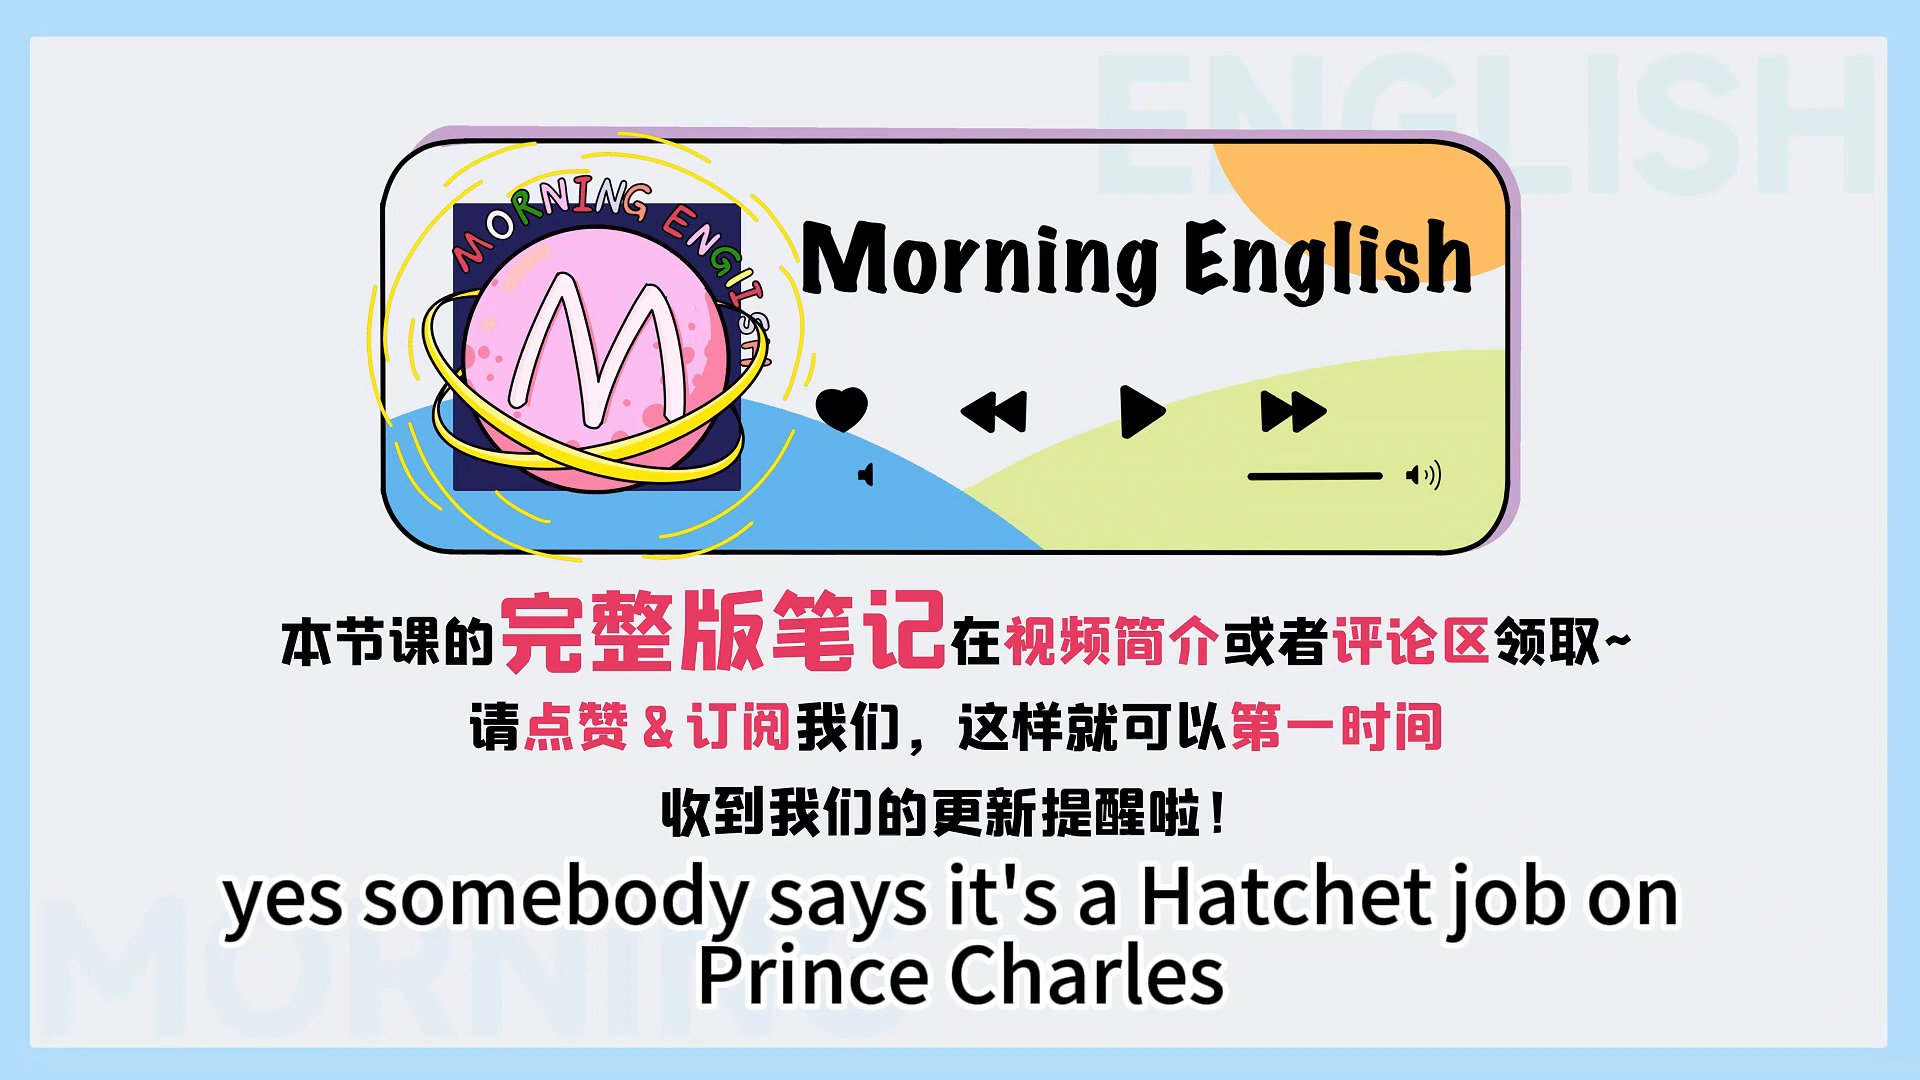 ENGLISH
MORNING ENGLISH
M
Morning English
本节课的完整版笔记在视频简介或者评论区领取~
请点赞&订阅我们，这样就可以第一时间
收到我们的更新提醒啦！
MORNING
yes somebody says it's a Hatchet job on
Prince Charles